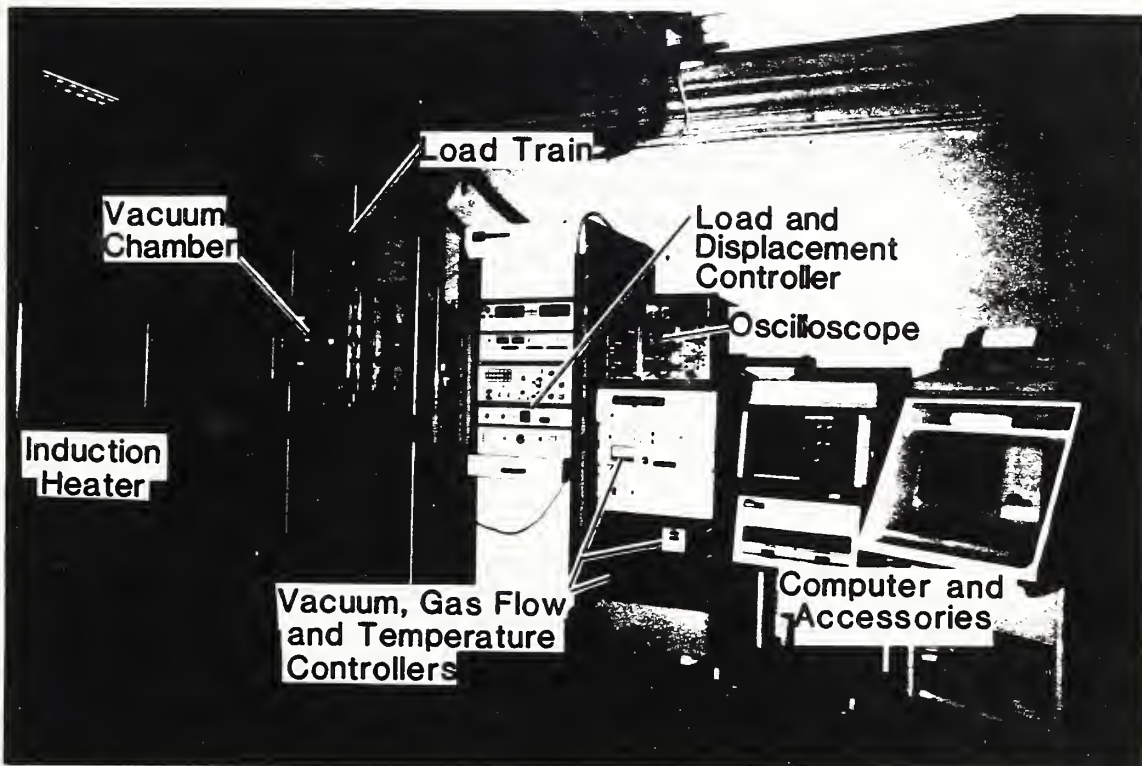 Load Train
Vacuum
Chamber
Load and
Displacement
Controller
Oscilloscope
Induction
Heater
Vacuum, Gas Flow
and Temperature
Controllers
Computer and
Accessories